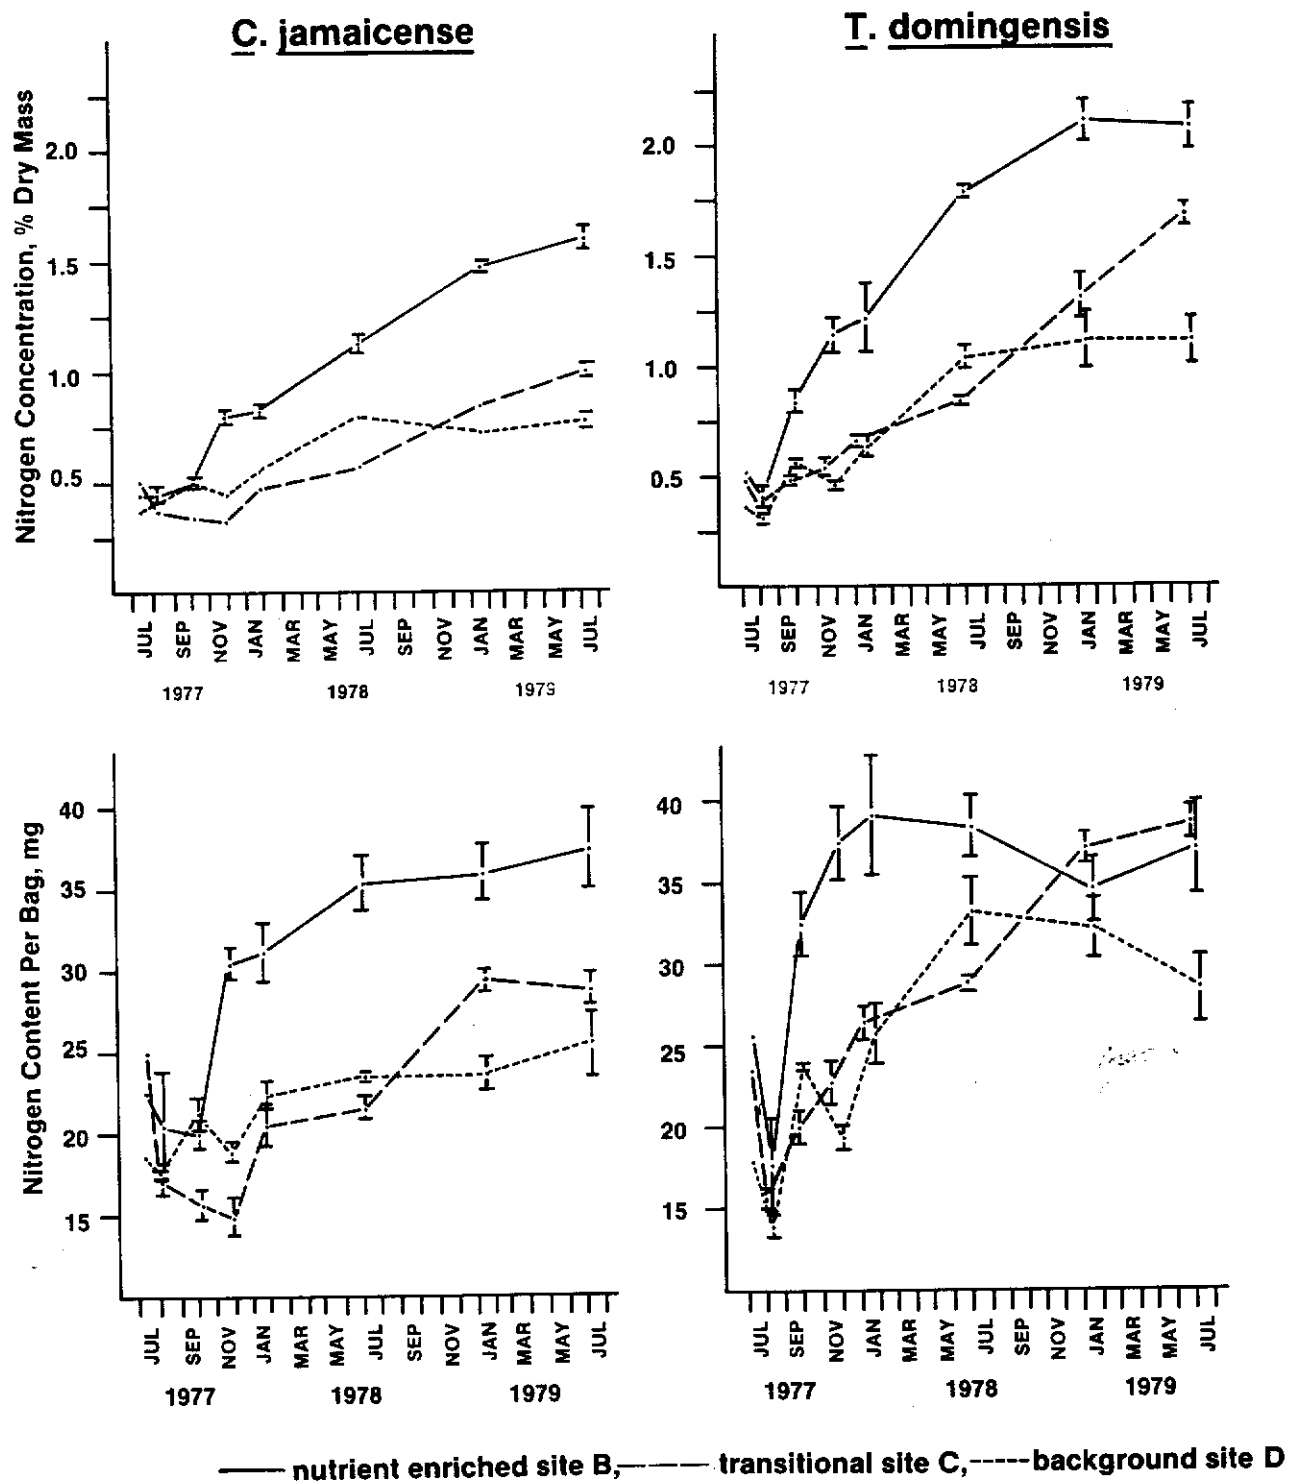 C. jamaicense
T. domingensis
Nitrogen Concentration, % Dry Mass
2.0
1.5
1.0
0.5
JUL SEP NOV JAN MAR MAY JUL SEP NOV JAN MAR MAY JUL
1977 1978 1979
2.0
1.5
1.0
0.5
JUL SEP NOV JAN MAR MAY JUL SEP NOV JAN MAR MAY JUL
1977 1978 1979
Nitrogen Content Per Bag, mg
40
35
30
25
20
15
JUL SEP NOV JAN MAR MAY JUL SEP NOV JAN MAR MAY JUL
1977 1978 1979
40
35
30
25
20
15
JUL SEP NOV JAN MAR MAY JUL SEP NOV JAN MAR MAY JUL
1977 1978 1979
nutrient enriched site B, transitional site C, background site D